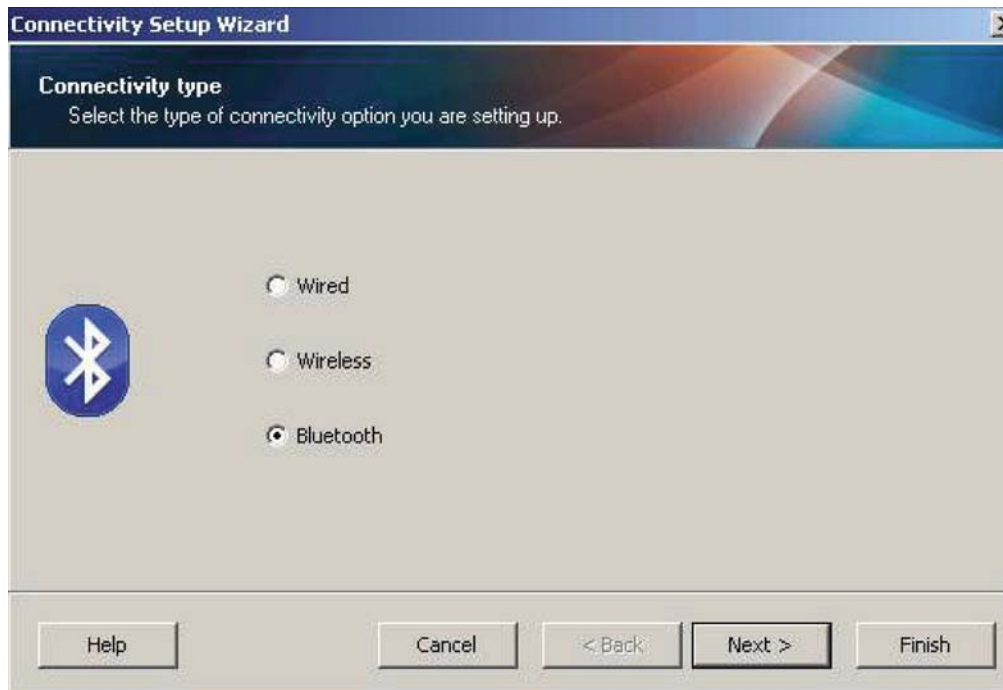 Connectivity Setup Wizard
Connectivity type
Select the type of connectivity option you are setting up.
Wired
Wireless
Bluetooth
Help
Cancel
< Back
Next >
Finish